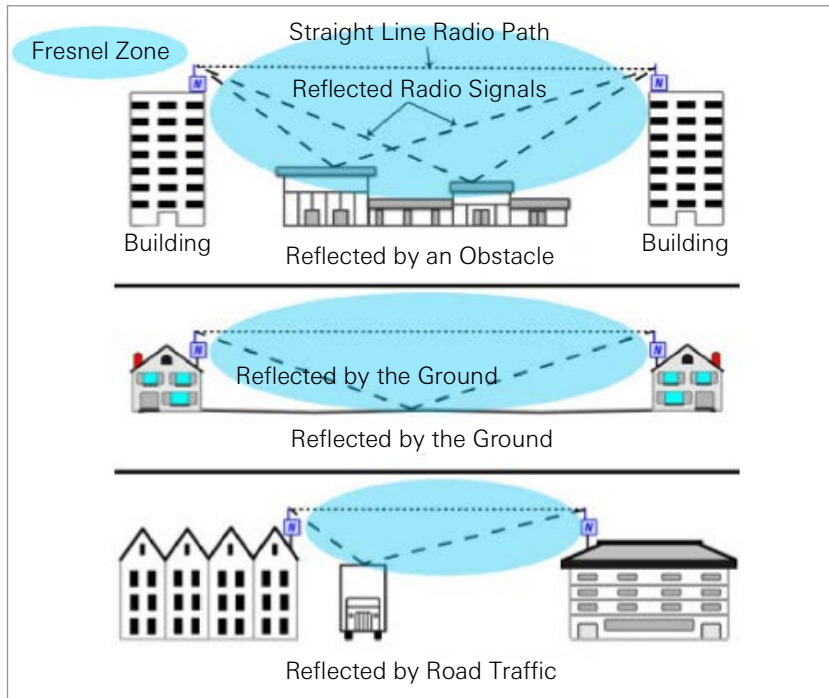 Straight Line Radio Path
Fresnel Zone
N
N
Reflected Radio Signals
Building
Building
Reflected by an Obstacle
N
N
Reflected by the Ground
Reflected by the Ground
N
N
Reflected by Road Traffic